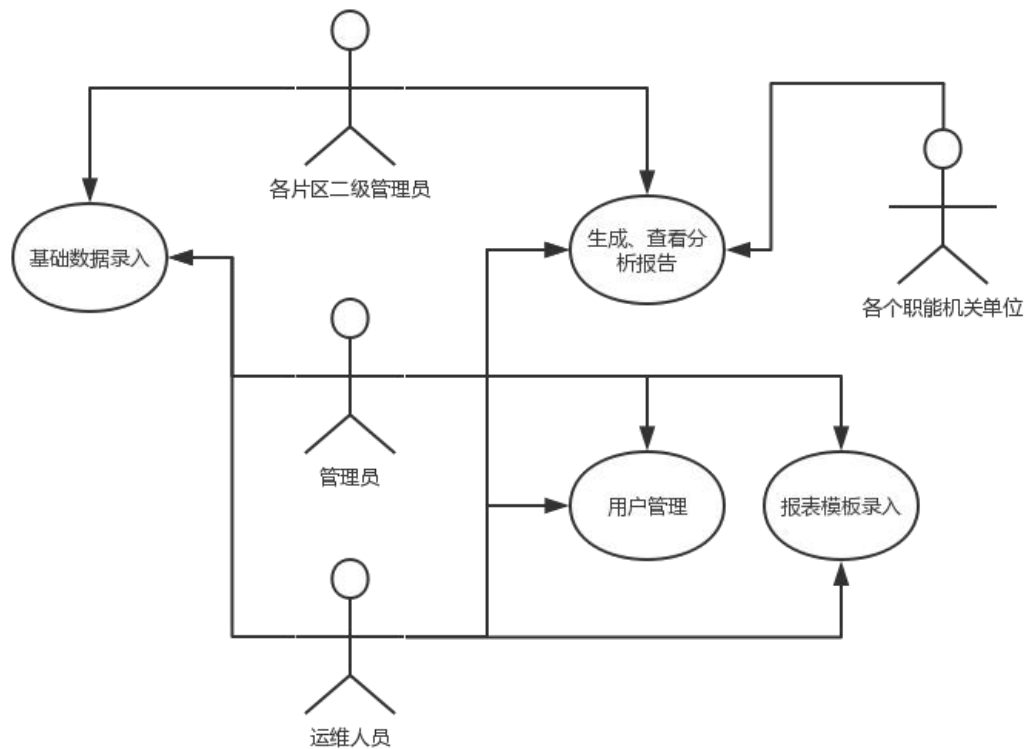 各片区二级管理员
基础数据录入
生成、查看分
析报告
各个职能机关单位
管理员
用户管理
报表模板录入
运维人员